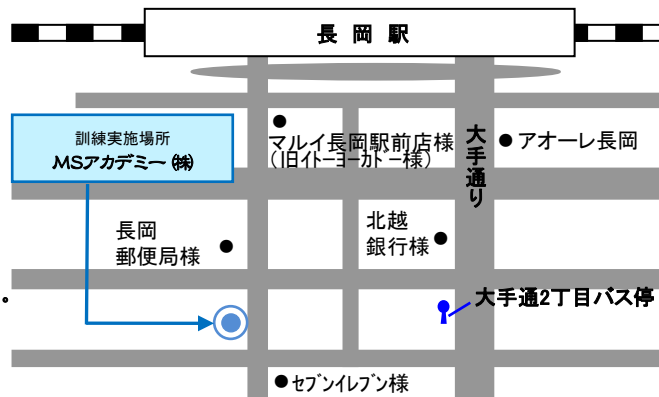 長岡駅
訓練実施場所
MSアカデミー ㈱
マルイ長岡駅前店様
(旧イトーヨーカドー様)
大手通り
アオーレ長岡
長岡
郵便局様
北越
銀行様
。
大手通2丁目バス停
セブンイレブン様